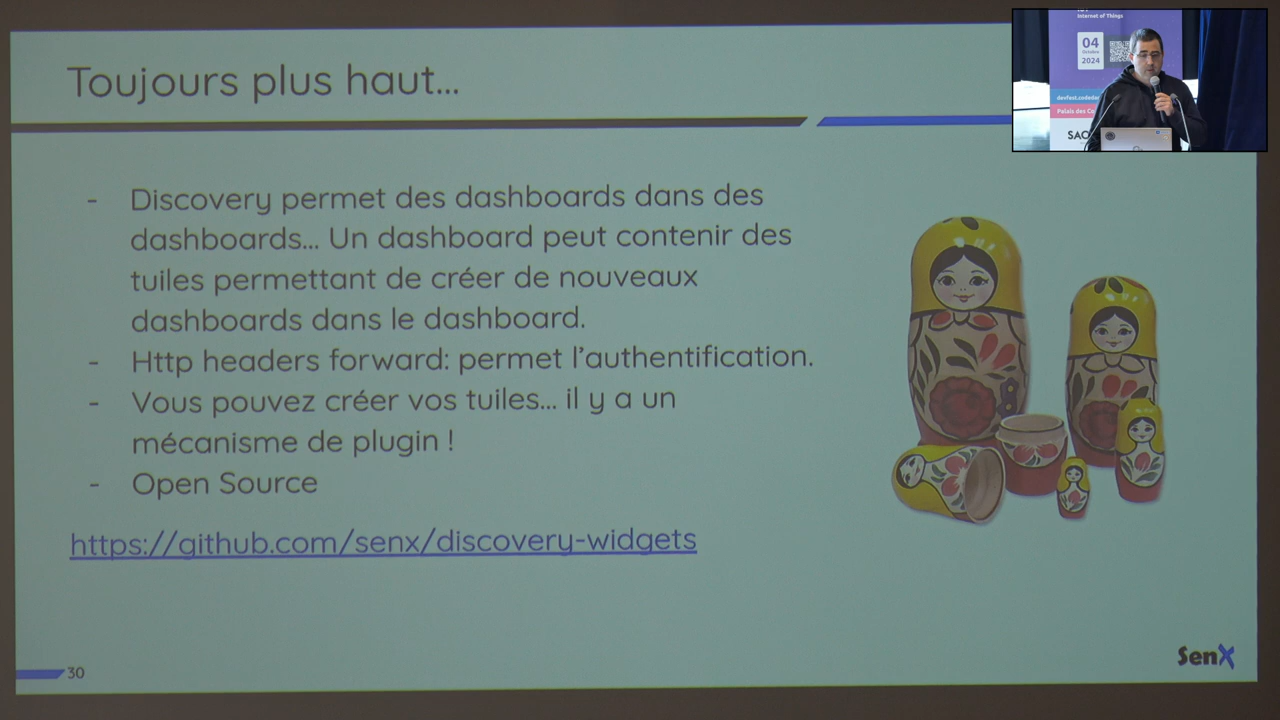 Toujours plus haut...
- Discovery permet des dashboards dans des
dashboards... Un dashboard peut contenir des
tuiles permettant de créer de nouveaux
dashboards dans le dashboard.
- Http headers forward: permet l'authentification.
- Vous pouvez créer vos tuiles... il y a un
mécanisme de plugin !
- Open Source
https://github.com/senx/discovery-widgets
30
SenX
Internet of Things
04
Octobre
2024
devfest.codeda
Palais des Co
SAO